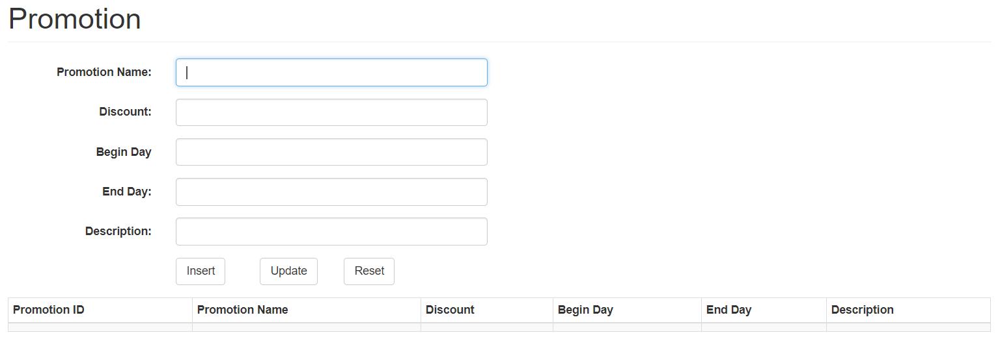 Promotion
Promotion Name:
Discount:
Begin Day
End Day:
Description:
Insert Update Reset
Promotion ID Promotion Name Discount Begin Day End Day Description